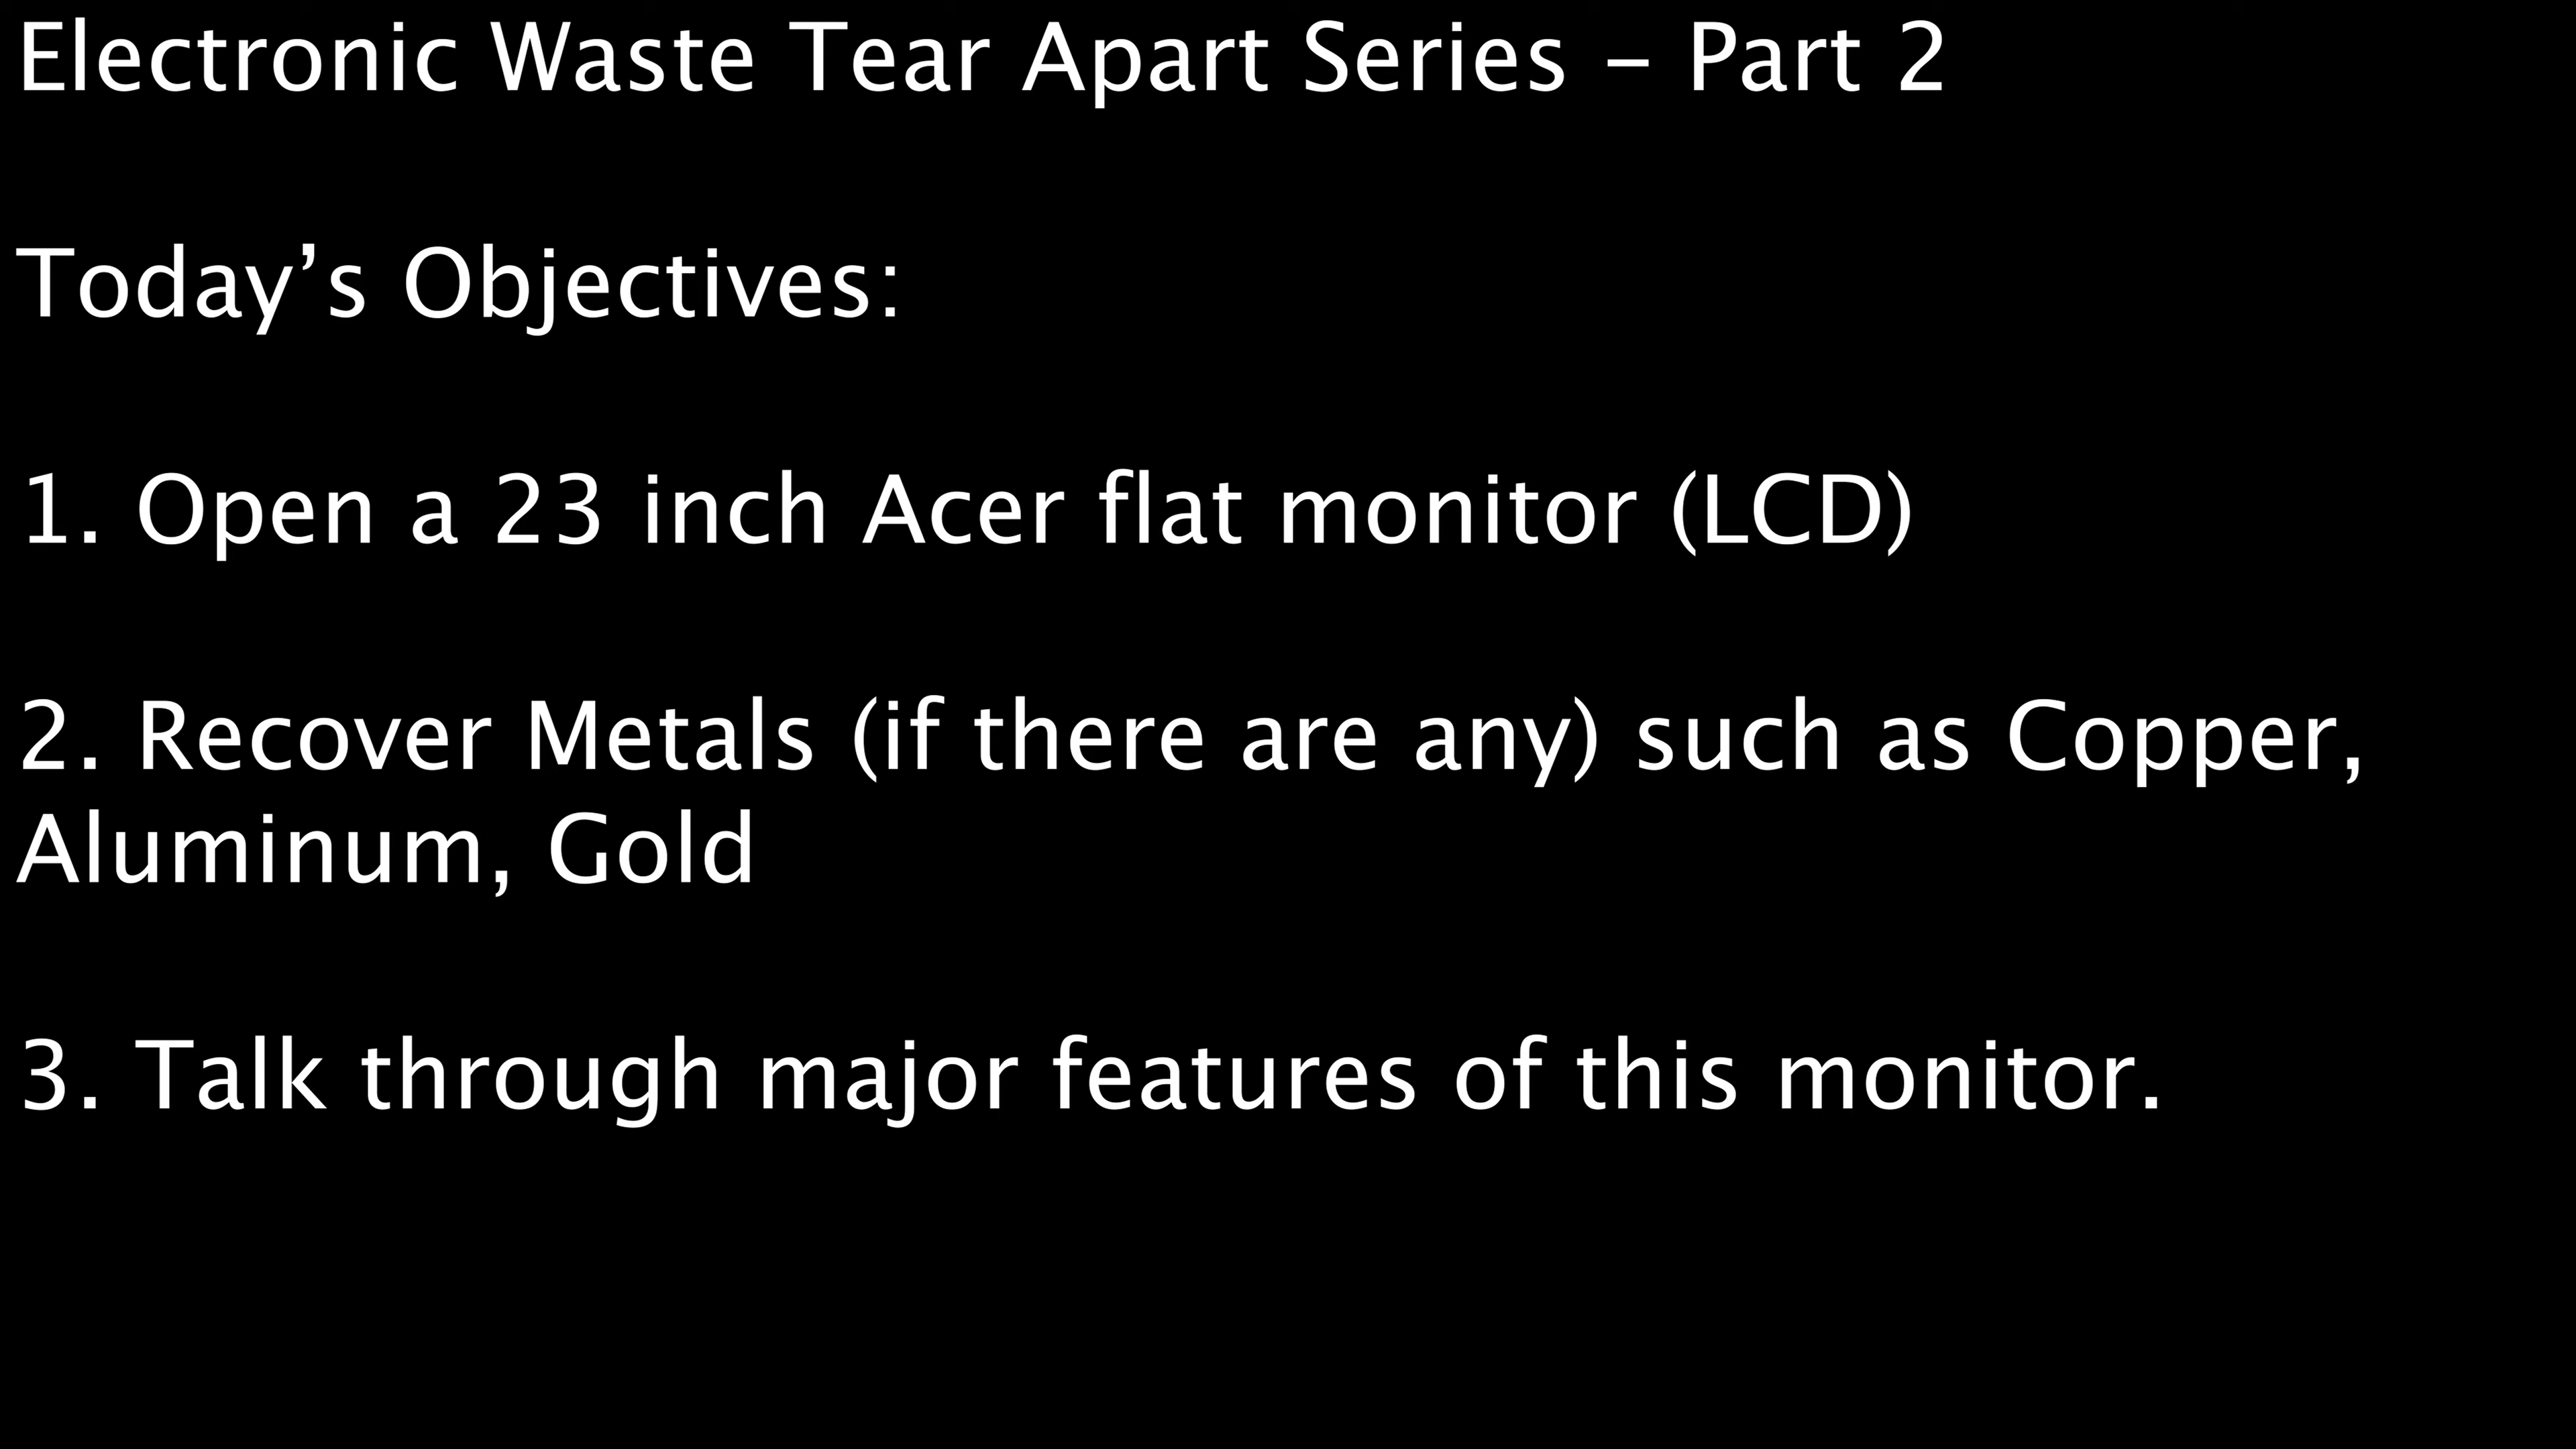 Electronic Waste Tear Apart Series – Part 2
Today’s Objectives:
1. Open a 23 inch Acer flat monitor (LCD)
2. Recover Metals (if there are any) such as Copper,
Aluminum, Gold
3. Talk through major features of this monitor.